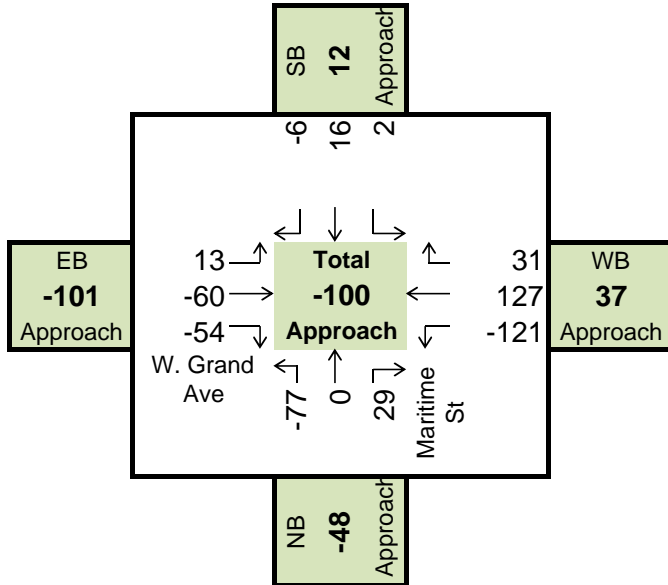 SB
12
Approach
-6
16
2
EB
-101
Approach
13
-60
-54
Total
-100
Approach
31
127
-121
WB
37
Approach
W. Grand
Ave
-77
0
29
Maritime
St
NB
-48
Approach